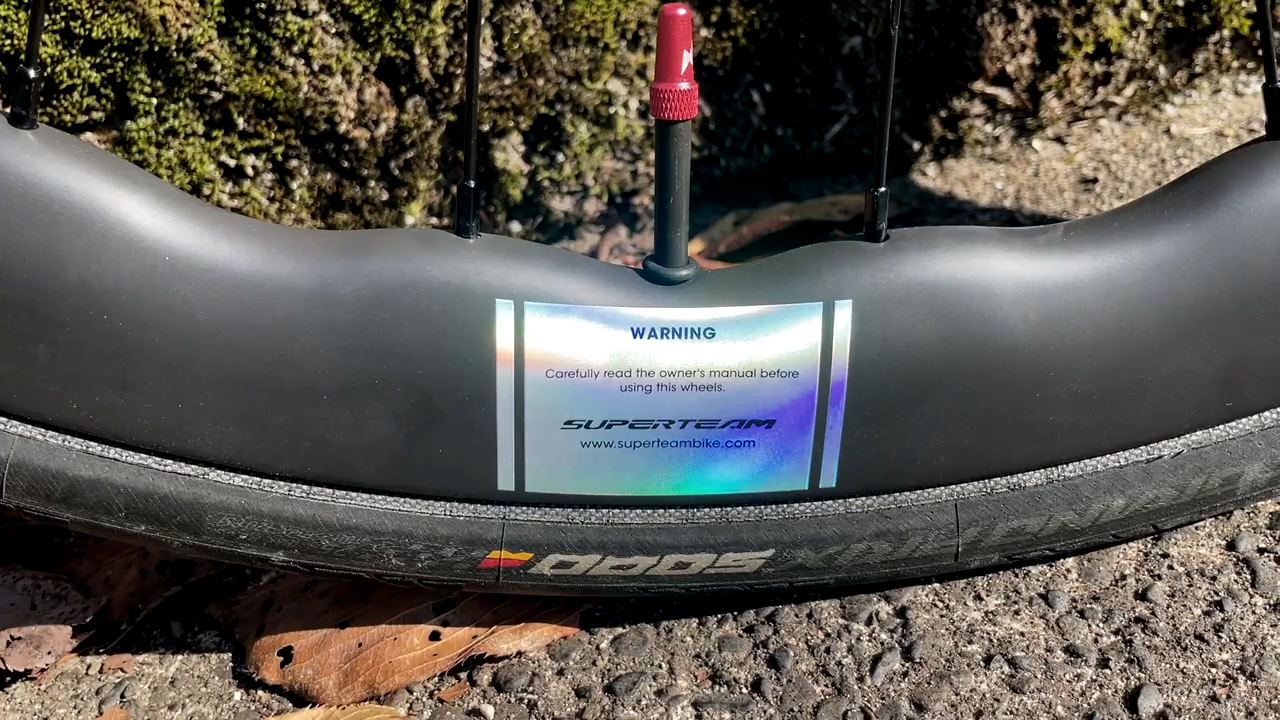 WARNING
Carefully read the owner's manual before
using this wheels.
SUPERTEAM
www.superteambike.com
5000